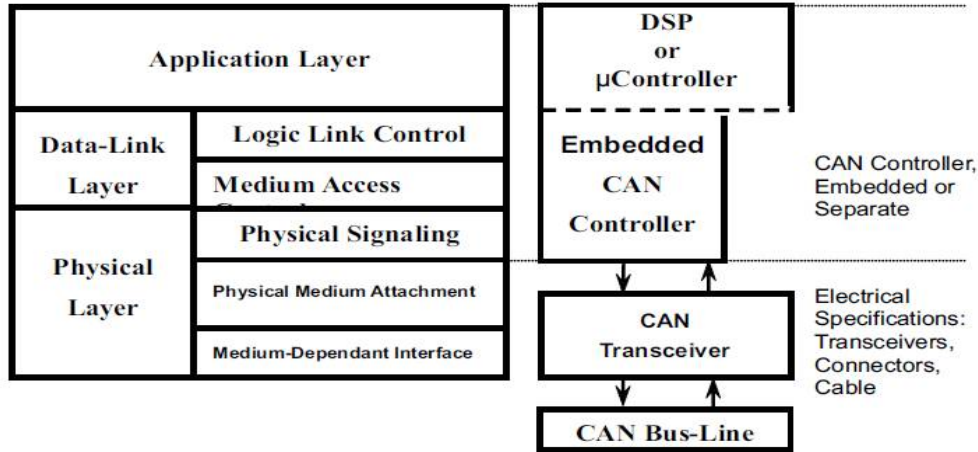 Application Layer
Data-Link
Layer
Logic Link Control
Medium Access
Physical
Layer
Physical Signaling
Physical Medium Attachment
Medium-Dependant Interface
DSP
or
µController
Embedded
CAN
Controller
CAN
Transceiver
CAN Bus-Line
CAN Controller,
Embedded or
Separate
Electrical
Specifications:
Transceivers,
Connectors,
Cable